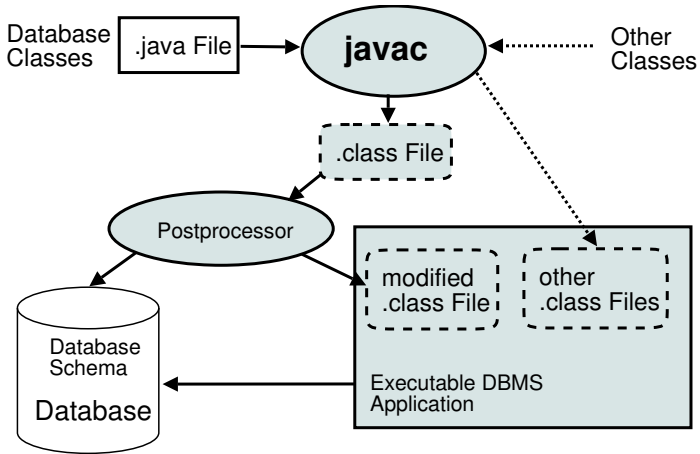 Database
Classes
.java File
javac
Other
Classes
.class File
Postprocessor
modified
.class File
other
.class Files
Database
Schema
Database
Executable DBMS
Application